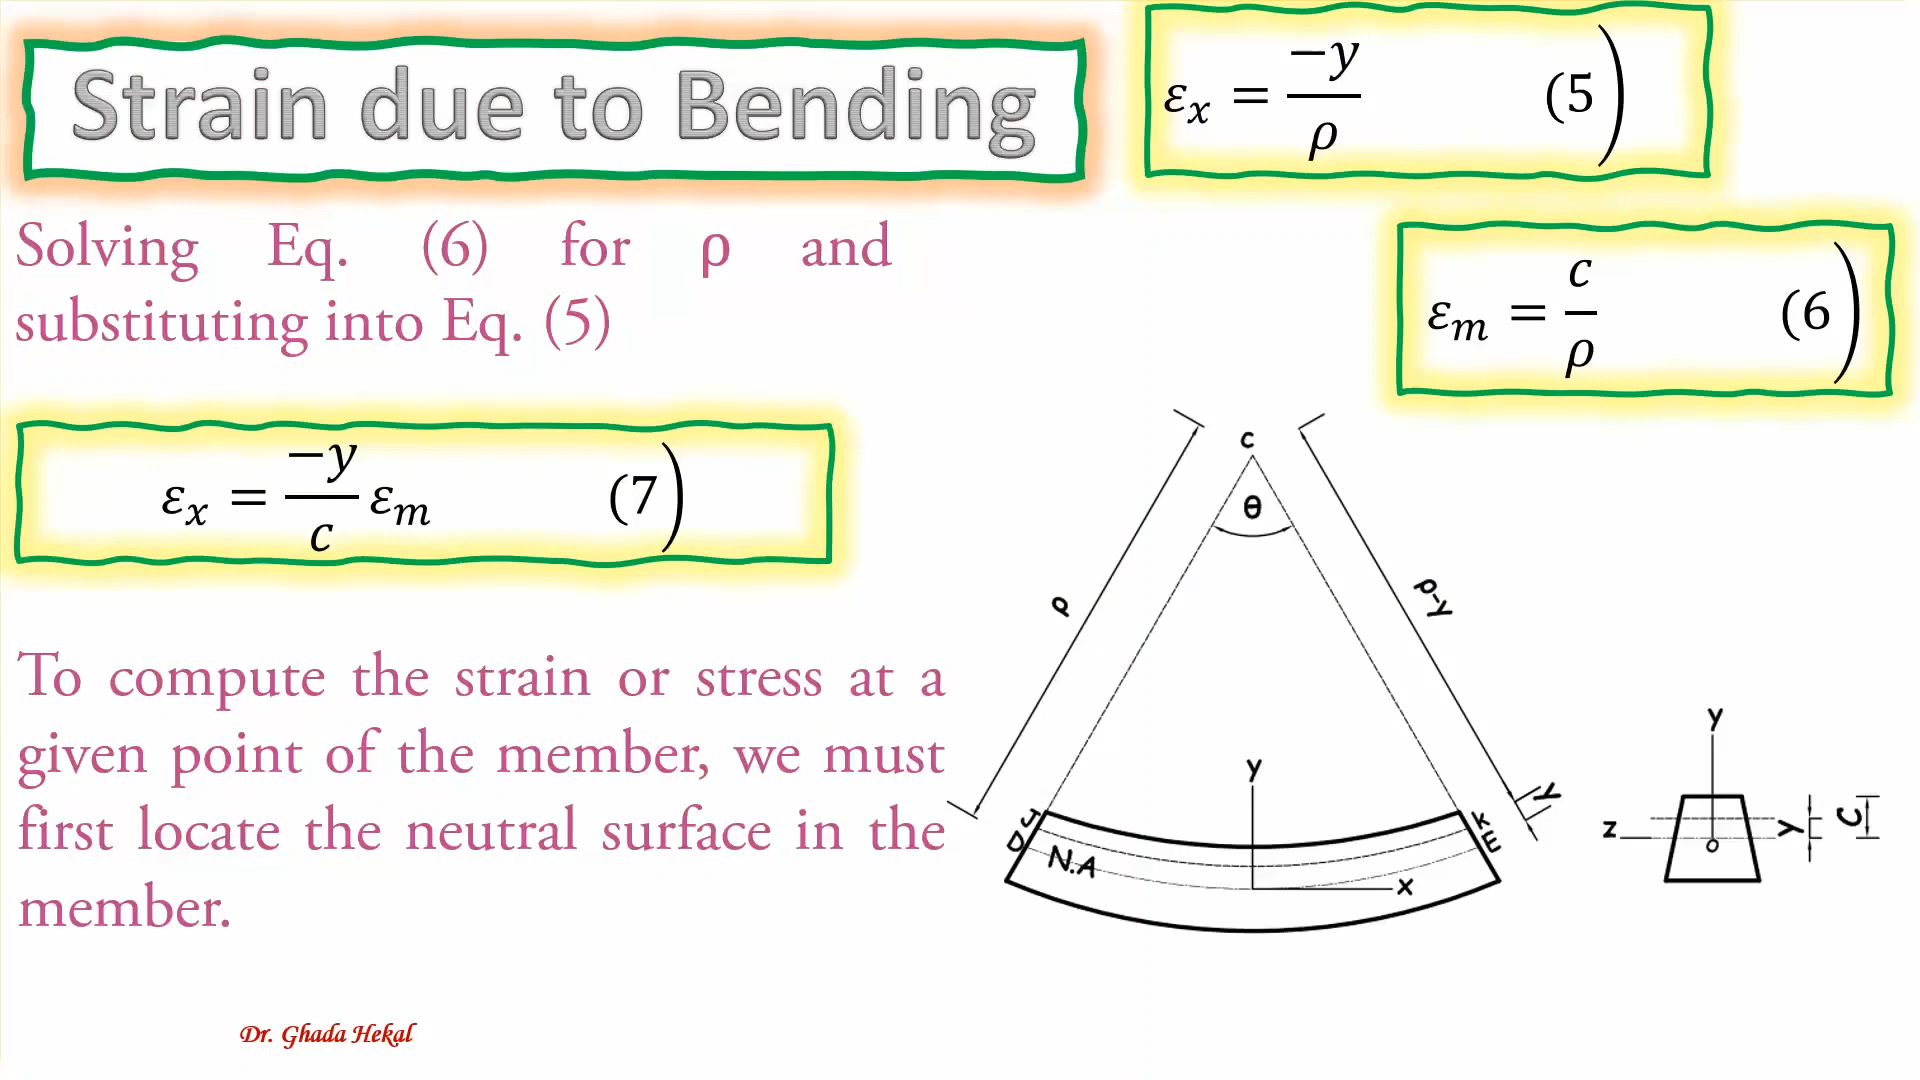 Strain due to Bending
εₓ = −y/ρ (5)
Solving Eq. (6) for ρ and
substituting into Eq. (5)
εₘ = c/ρ (6)
εₓ = −y/c εₘ (7)
To compute the strain or stress at a
given point of the member, we must
first locate the neutral surface in the
member.
C
θ
ρ
ρ-y
y
y
J
K
D
E
N.A
x
y
z
o
y
C
Dr. Ghada Hekal